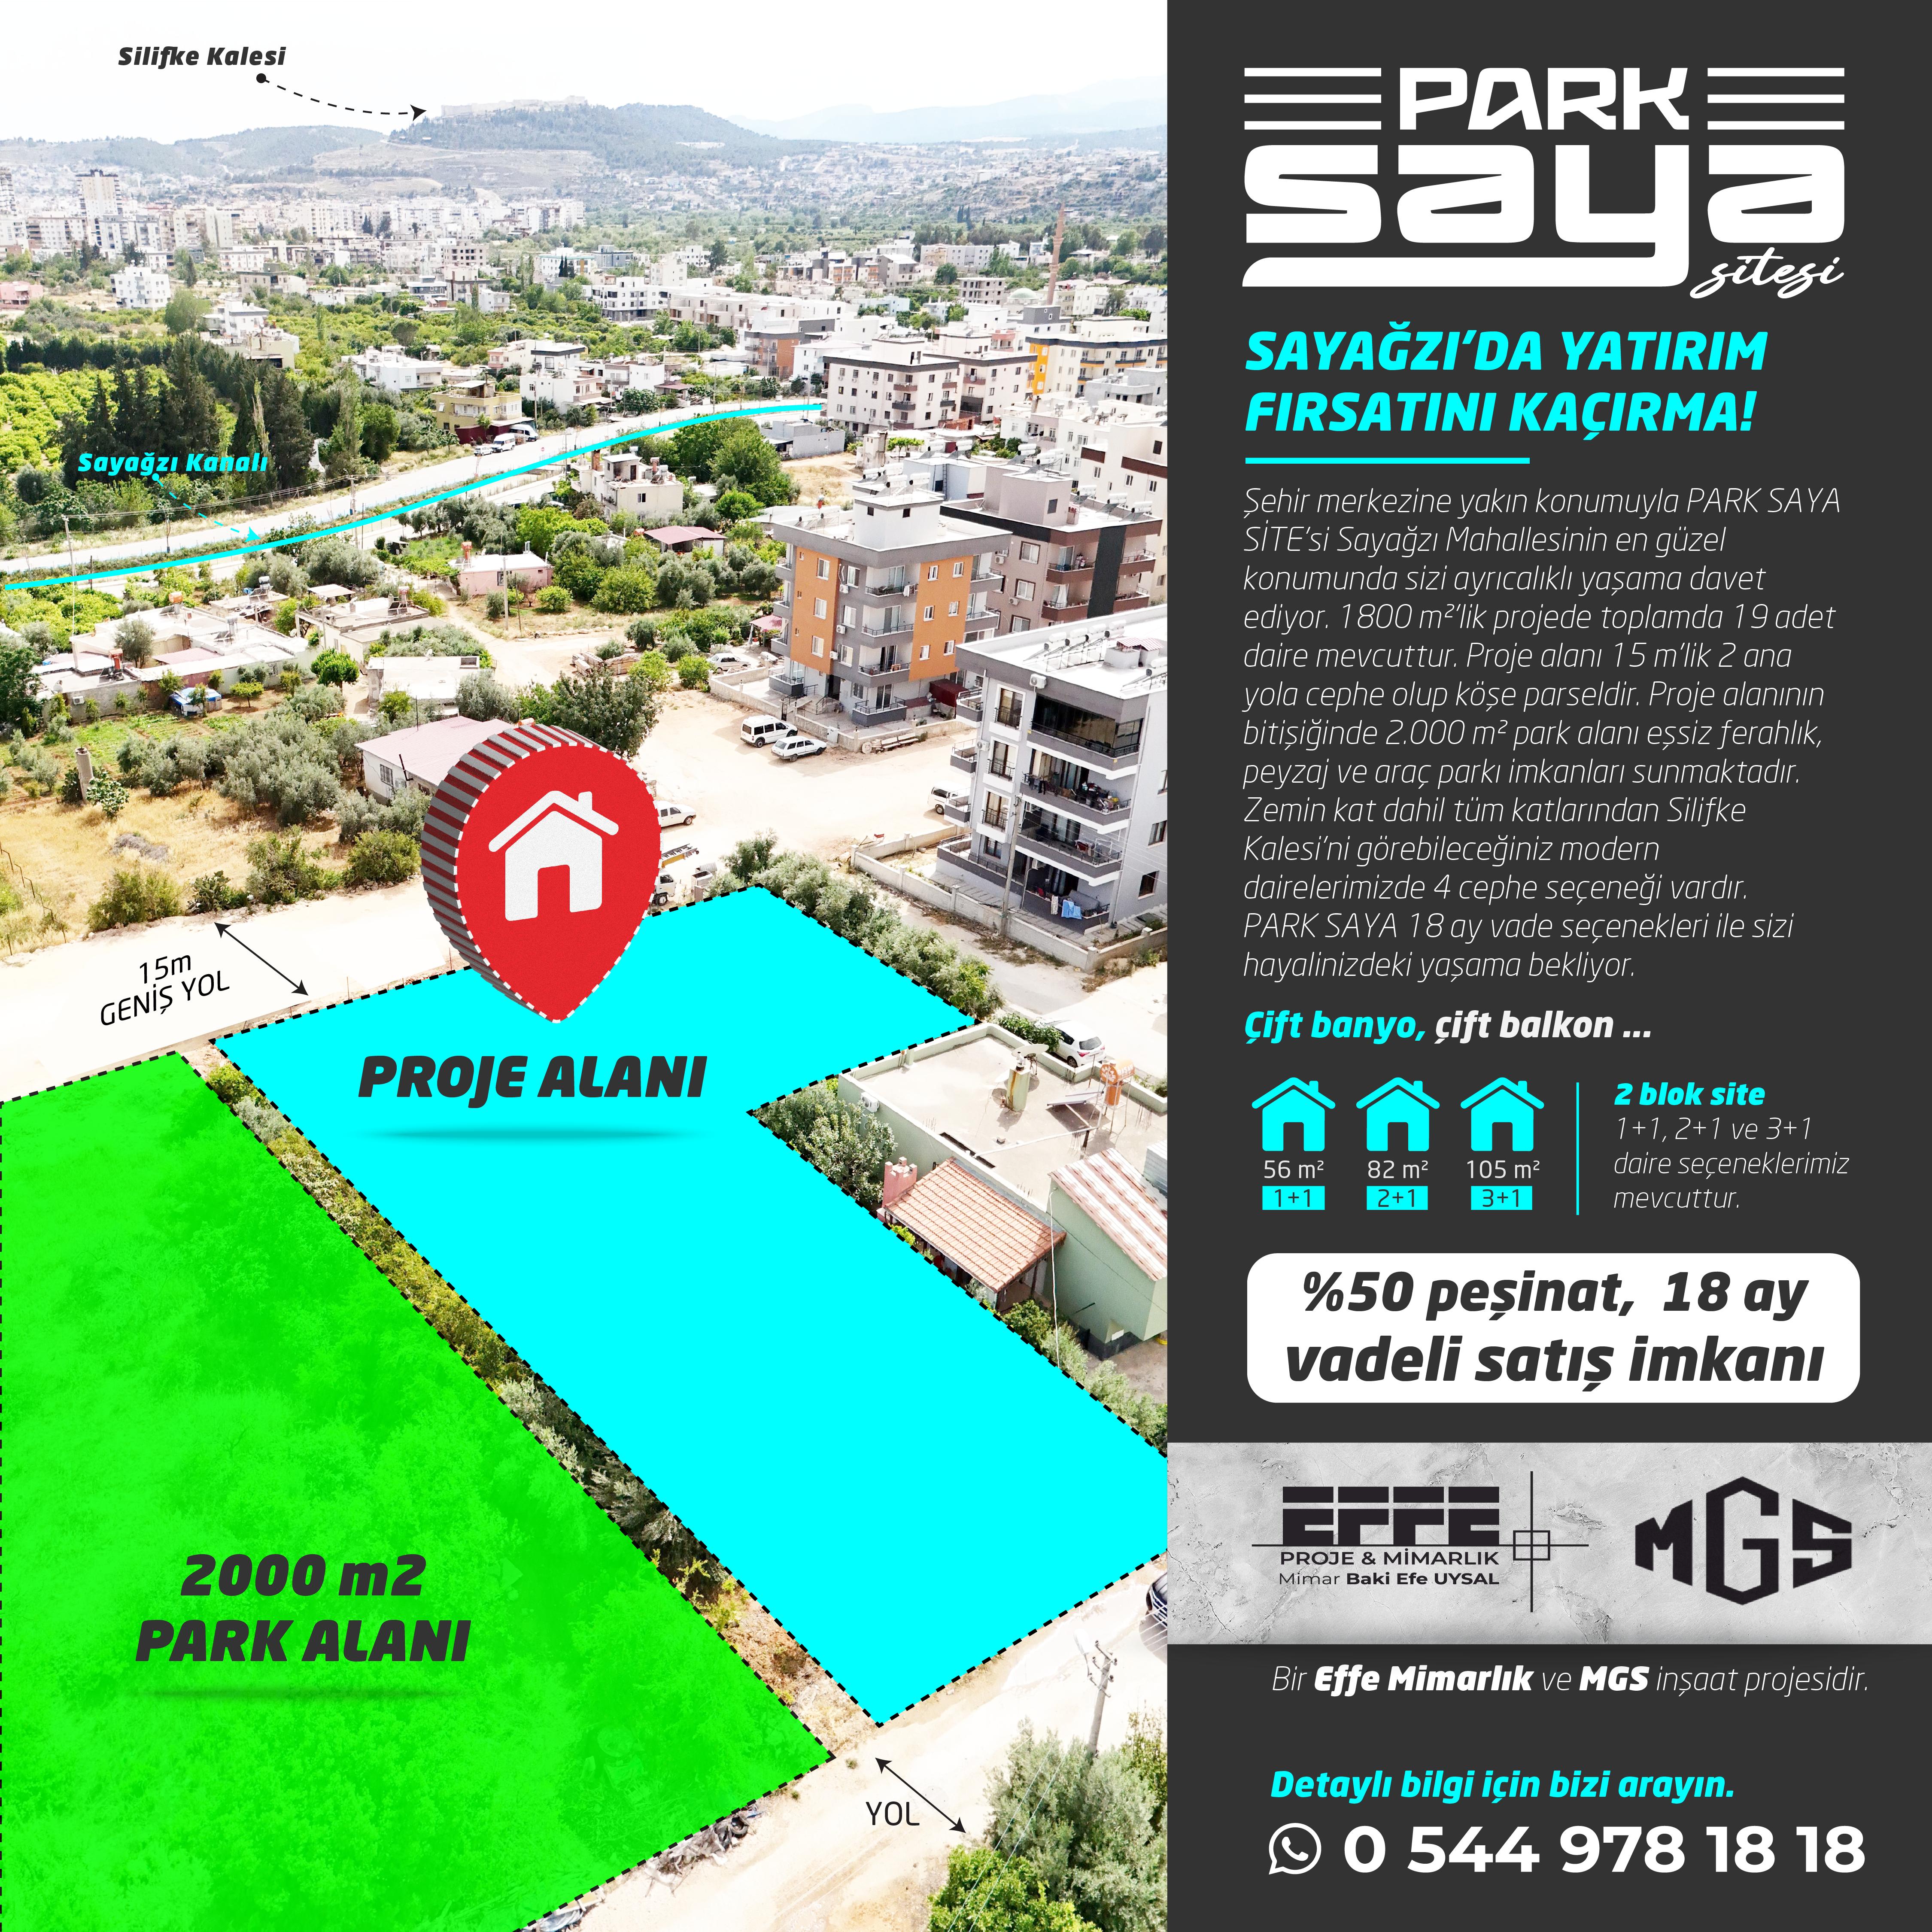 Silifke Kalesi
Sayağzı Kanalı
15m
GENİŞ YOL
PROJE ALANI
2000 m2
PARK ALANI
YOL
PARK
saya
sitesi
SAYAĞZI'DA YATIRIM
FIRSATINI KAÇIRMA!
Şehir merkezine yakın konumuyla PARK SAYA
SİTE'si Sayağzı Mahallesinin en güzel
konumunda sizi ayrıcalıklı yaşama davet
ediyor. 1800 m²'lik projede toplamda 19 adet
daire mevcuttur. Proje alanı 15 m'lik 2 ana
yola cephe olup köşe parseldir. Proje alanının
bitişiğinde 2.000 m² park alanı eşsiz ferahlık,
peyzaj ve araç parkı imkanları sunmaktadır.
Zemin kat dahil tüm katlarından Silifke
Kalesi'ni görebileceğiniz modern
dairelerimizde 4 cephe seçeneği vardır.
PARK SAYA 18 ay vade seçenekleri ile sizi
hayalinizdeki yaşama bekliyor.
Çift banyo, çift balkon ...
56 m² 82 m² 105 m²
1+1 2+1 3+1
2 blok site
1+1, 2+1 ve 3+1
daire seçeneklerimiz
mevcuttur.
%50 peşinat, 18 ay
vadeli satış imkanı
EFFE
PROJE & MİMARLIK
Mimar Baki Efe UYSAL
MGS
Bir Effe Mimarlık ve MGS inşaat projesidir.
Detaylı bilgi için bizi arayın.
0 544 978 18 18